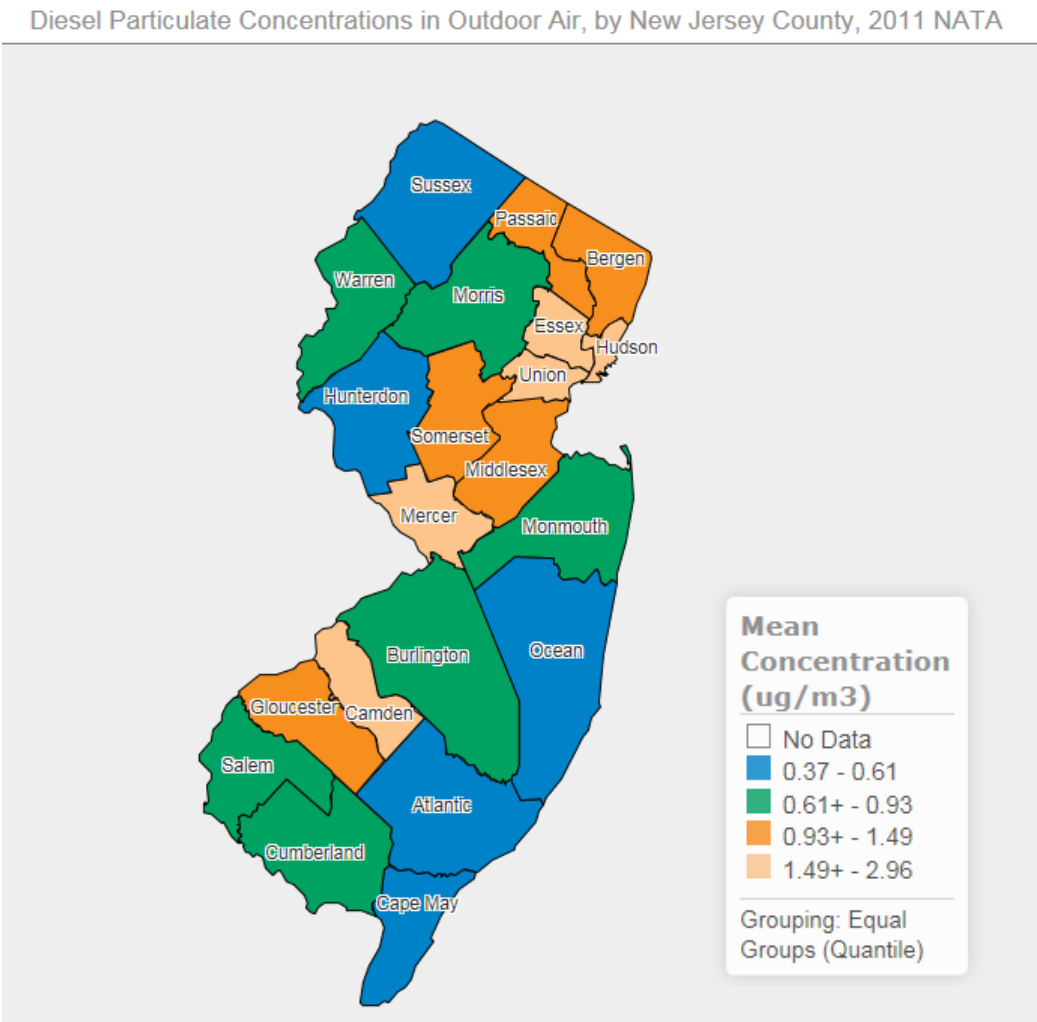 Diesel Particulate Concentrations in Outdoor Air, by New Jersey County, 2011 NATA
Sussex
Passaic
Bergen
Warren
Morris
Essex
Hudson
Union
Hunterdon
Somerset
Middlesex
Mercer
Monmouth
Burlington
Ocean
Gloucester
Camden
Salem
Atlantic
Cumberland
Cape May
Mean
Concentration
(ug/m3)
No Data
0.37 - 0.61
0.61+ - 0.93
0.93+ - 1.49
1.49+ - 2.96
Grouping: Equal
Groups (Quantile)